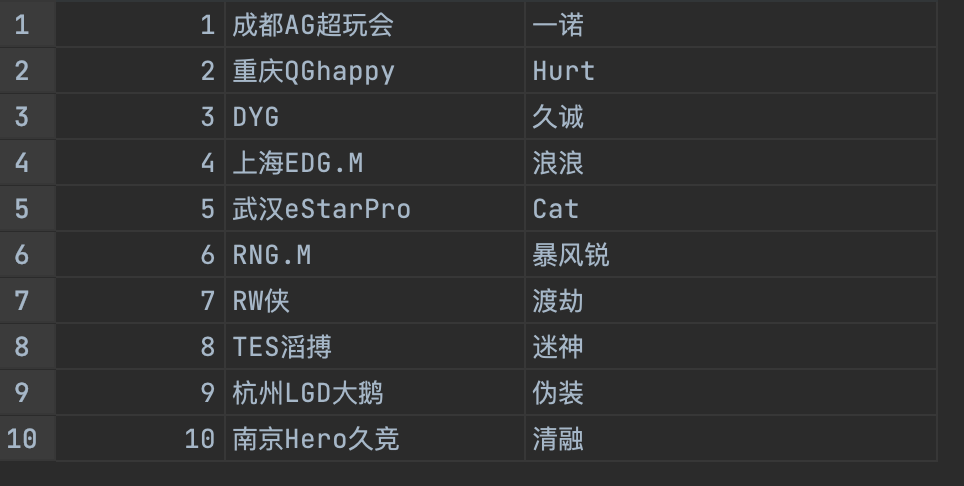 1 1 成都AG超玩会 一诺
2 2 重庆QGhappy Hurt
3 3 DYG 久诚
4 4 上海EDG.M 浪浪
5 5 武汉eStarPro Cat
6 6 RNG.M 暴风锐
7 7 RW侠 渡劫
8 8 TES滔搏 迷神
9 9 杭州LGD大鹅 伪装
10 10 南京Hero久竞 清融